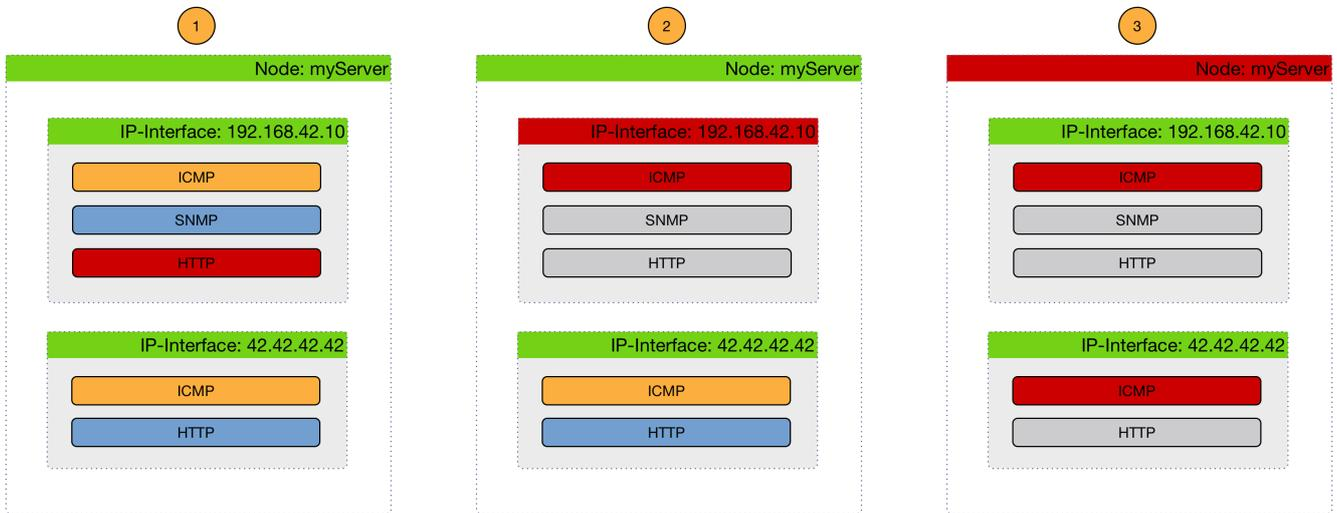 1
Node: myServer
IP-Interface: 192.168.42.10
ICMP
SNMP
HTTP
IP-Interface: 42.42.42.42
ICMP
HTTP
2
Node: myServer
IP-Interface: 192.168.42.10
ICMP
SNMP
HTTP
IP-Interface: 42.42.42.42
ICMP
HTTP
3
Node: myServer
IP-Interface: 192.168.42.10
ICMP
SNMP
HTTP
IP-Interface: 42.42.42.42
ICMP
HTTP